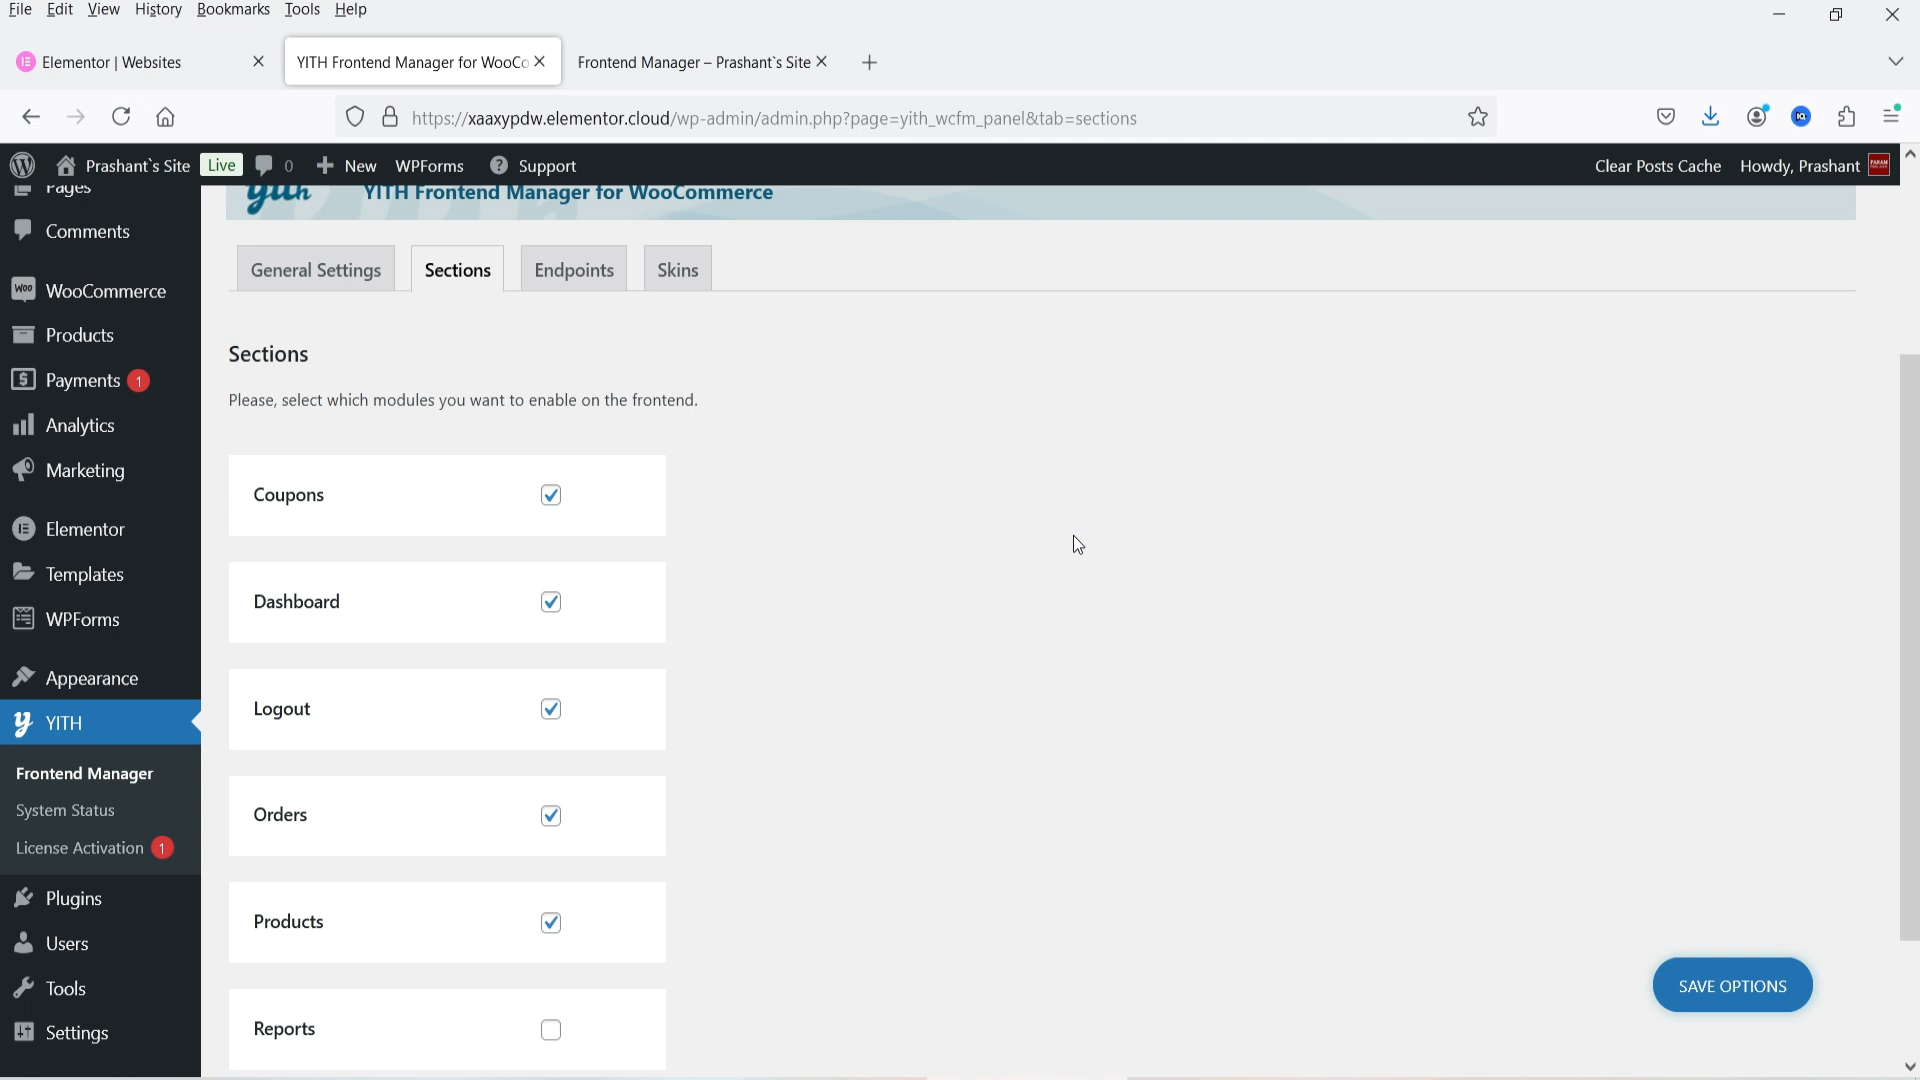 File Edit View History Bookmarks Tools Help
Elementor | Websites
YITH Frontend Manager for WooCo
Frontend Manager – Prashant`s Site
https://xaaxypdw.elementor.cloud/wp-admin/admin.php?page=yith_wcfm_panel&tab=sections
Prashant`s Site Live 0 New WPForms Support
Clear Posts Cache Howdy, Prashant
Pages
Comments
WooCommerce
Products
Payments 1
Analytics
Marketing
Elementor
Templates
WPForms
Appearance
YITH
Frontend Manager
System Status
License Activation 1
Plugins
Users
Tools
Settings
yith YITH Frontend Manager for WooCommerce
General Settings Sections Endpoints Skins
Sections
Please, select which modules you want to enable on the frontend.
Coupons
Dashboard
Logout
Orders
Products
Reports
SAVE OPTIONS